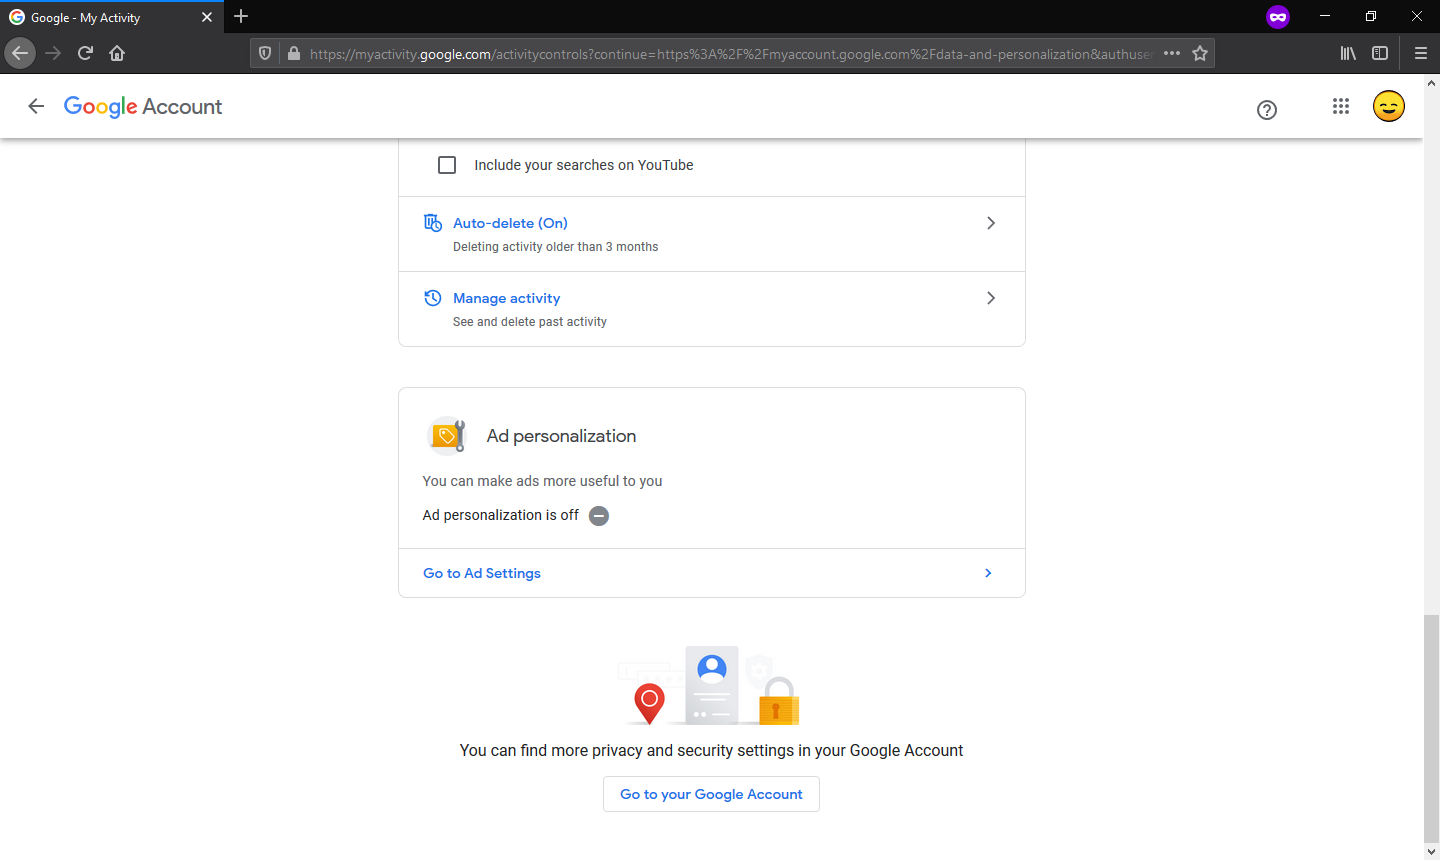 Google - My Activity
https://myactivity.google.com/activitycontrols?continue=https%3A%2F%2Fmyaccount.google.com%2Fdata-and-personalization&authuser
Google Account
Include your searches on YouTube
Auto-delete (On)
Deleting activity older than 3 months
Manage activity
See and delete past activity
Ad personalization
You can make ads more useful to you
Ad personalization is off
Go to Ad Settings
You can find more privacy and security settings in your Google Account
Go to your Google Account